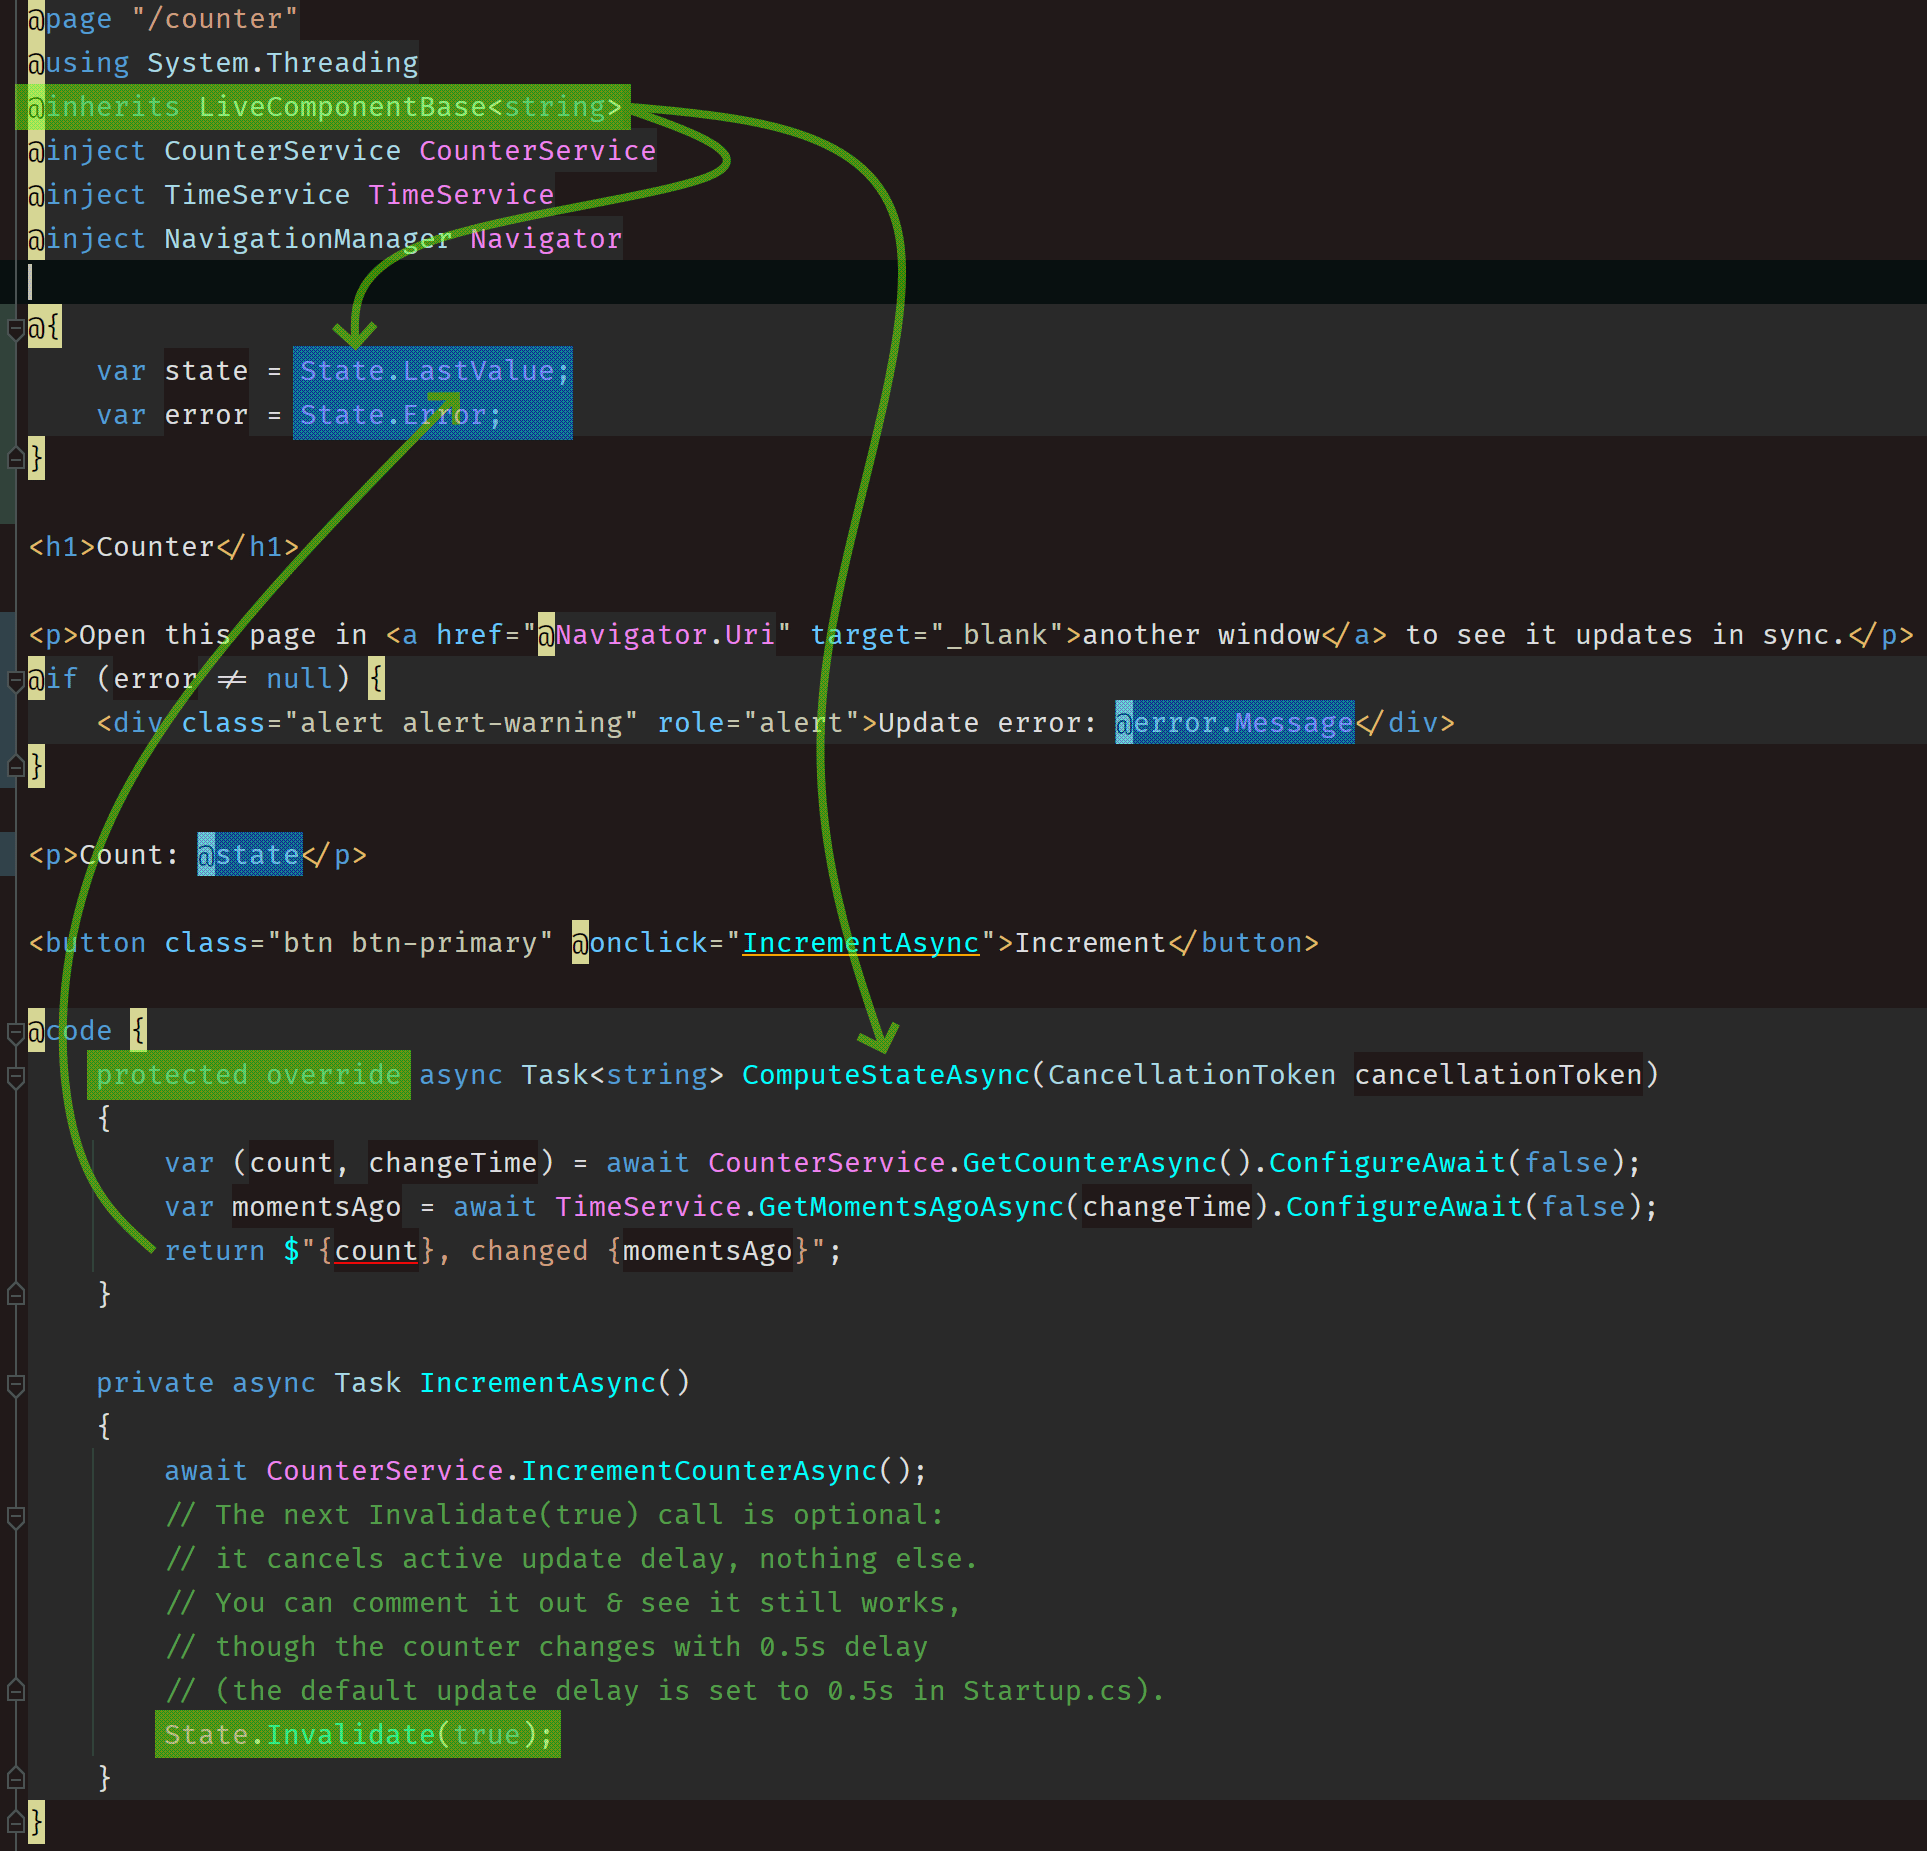 @page "/counter"
@using System.Threading
@inherits LiveComponentBase<string>
@inject CounterService CounterService
@inject TimeService TimeService
@inject NavigationManager Navigator
@{
    var state = State.LastValue;
    var error = State.Error;
}
<h1>Counter</h1>
<p>Open this page in <a href="@Navigator.Uri" target="_blank">another window</a> to see it updates in sync.</p>
@if (error != null) {
    <div class="alert alert-warning" role="alert">Update error: @error.Message</div>
}
<p>Count: @state</p>
<button class="btn btn-primary" @onclick="IncrementAsync">Increment</button>
@code {
    protected override async Task<string> ComputeStateAsync(CancellationToken cancellationToken)
    {
        var (count, changeTime) = await CounterService.GetCounterAsync().ConfigureAwait(false);
        var momentsAgo = await TimeService.GetMomentsAgoAsync(changeTime).ConfigureAwait(false);
        return $"{count}, changed {momentsAgo}";
    }
    private async Task IncrementAsync()
    {
        await CounterService.IncrementCounterAsync();
        // The next Invalidate(true) call is optional:
        // it cancels active update delay, nothing else.
        // You can comment it out & see it still works,
        // though the counter changes with 0.5s delay
        // (the default update delay is set to 0.5s in Startup.cs).
        State.Invalidate(true);
    }
}